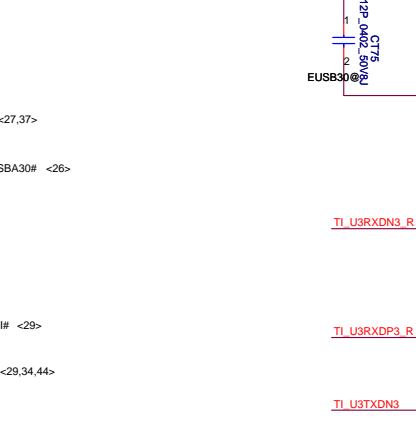 1
12P_0402_50V8J
CT75
2
EUSB30@
<27,37>
SBA30# <26>
TI_U3RXDN3_R
I# <29>
TI_U3RXDP3_R
<29,34,44>
TI_U3TXDN3